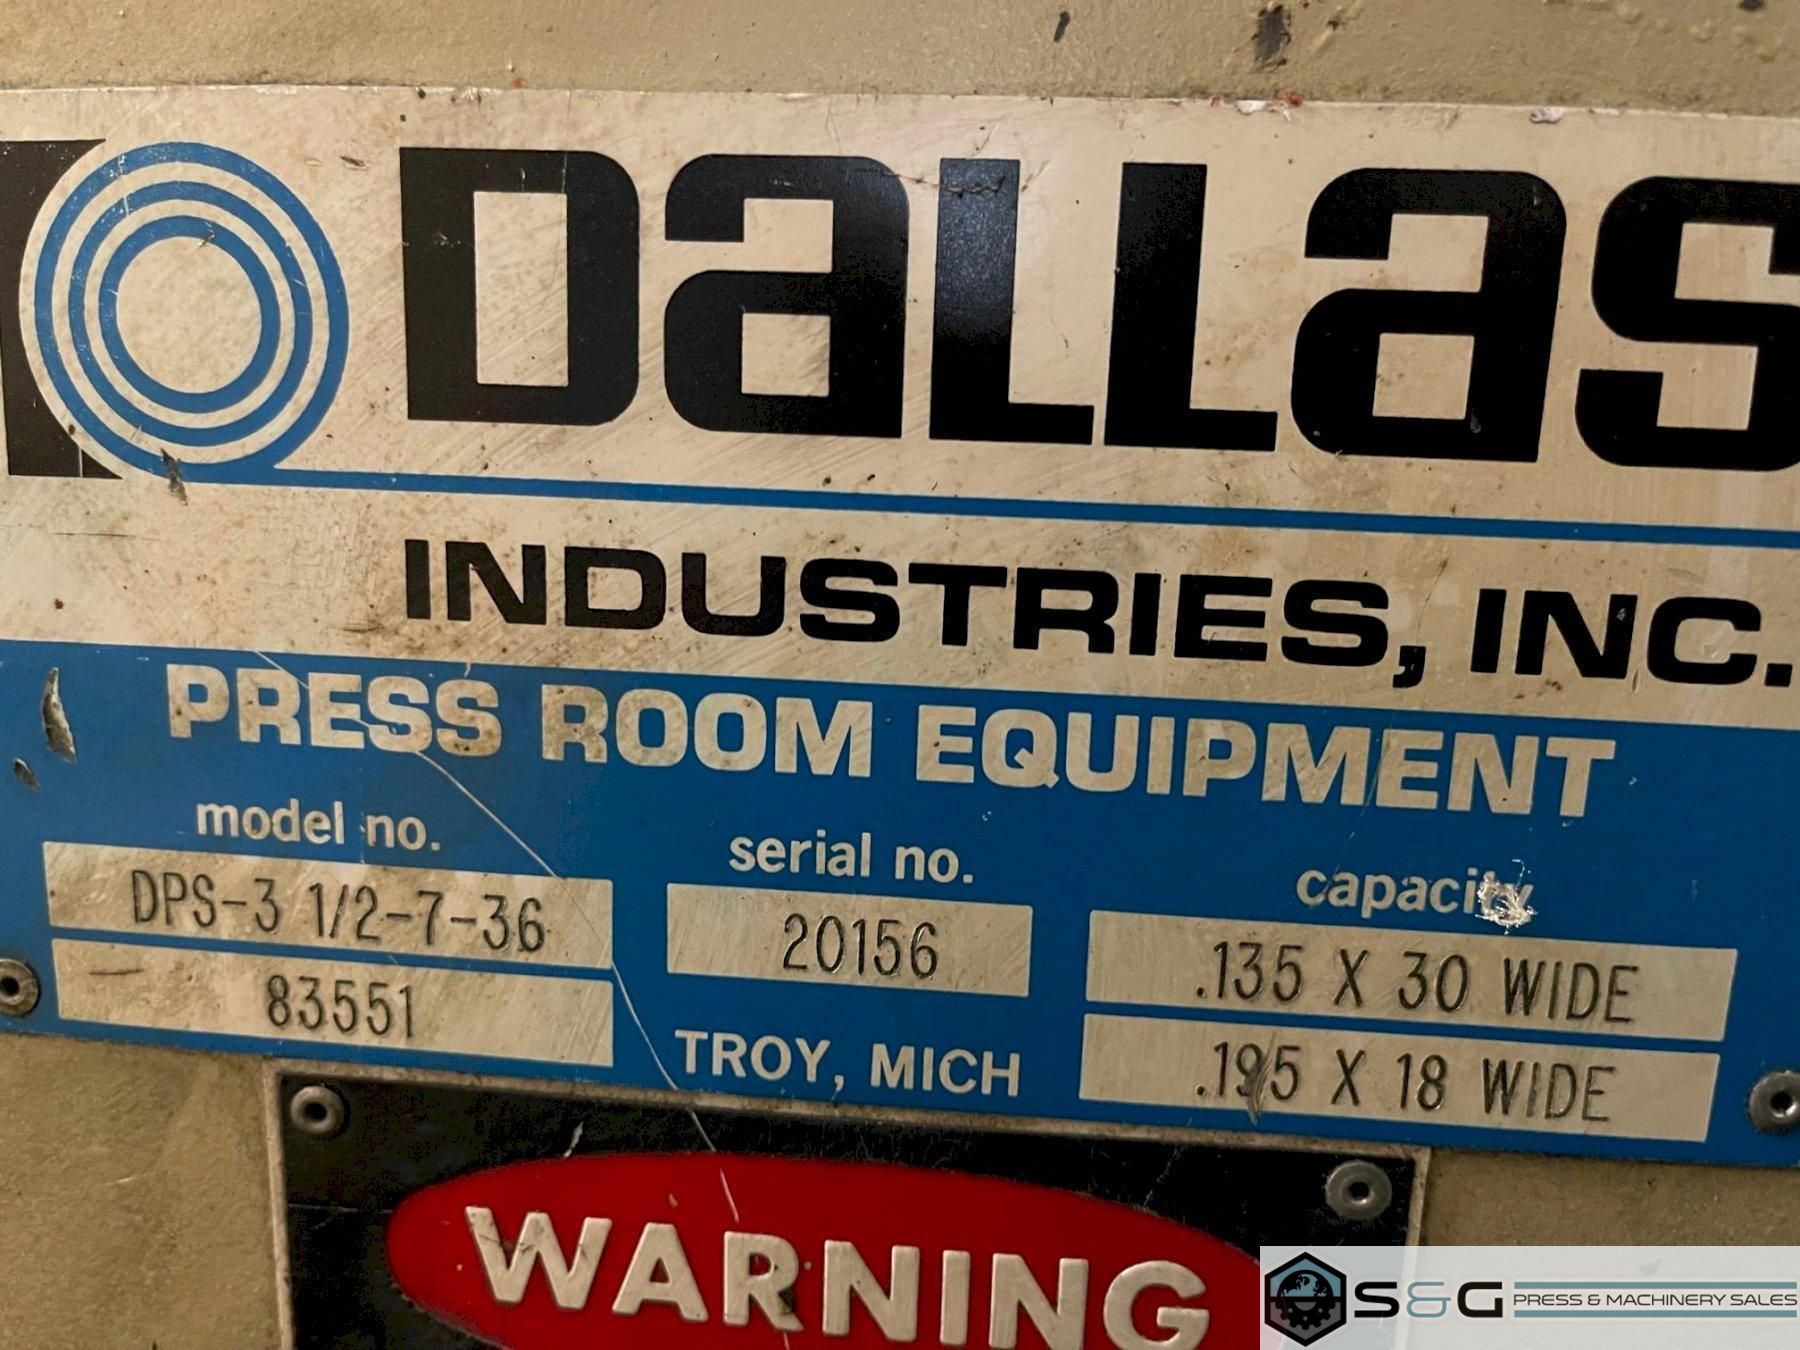 Dallas
INDUSTRIES, INC.
PRESS ROOM EQUIPMENT
model no.
DPS-3 1/2-7-36
83551
serial no.
20156
TROY, MICH
capacity
.135 X 30 WIDE
.195 X 18 WIDE
WARNING
S&G PRESS & MACHINERY SALES